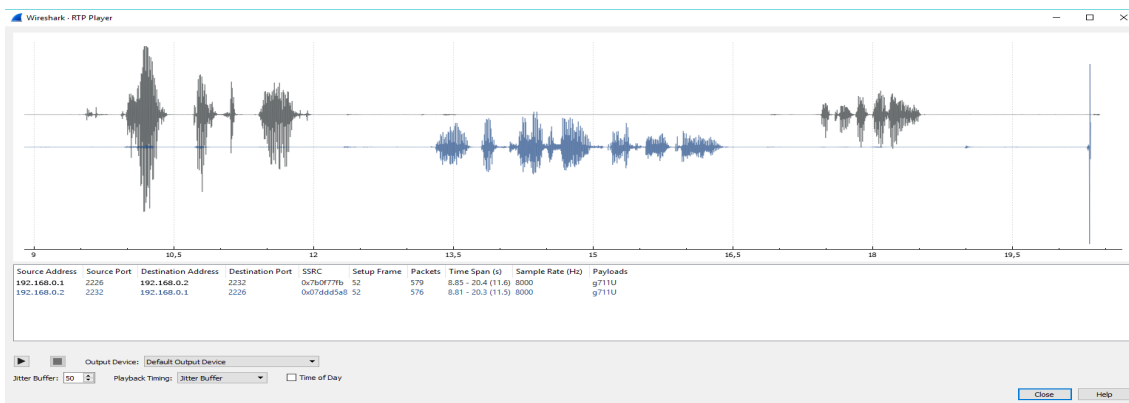 Wireshark · RTP Player
9 10,5 12 13,5 15 16,5 18 19,5
Source Address Source Port Destination Address Destination Port SSRC Setup Frame Packets Time Span (s) Sample Rate (Hz) Payloads
192.168.0.1 2226 192.168.0.2 2232 0x7b0f77fb 52 579 8.85 - 20.4 (11.6) 8000 g711U
192.168.0.2 2232 192.168.0.1 2226 0x07ddd5a8 52 576 8.81 - 20.3 (11.5) 8000 g711U
Output Device: Default Output Device
Jitter Buffer: 50 Playback Timing: Jitter Buffer Time of Day
Close Help